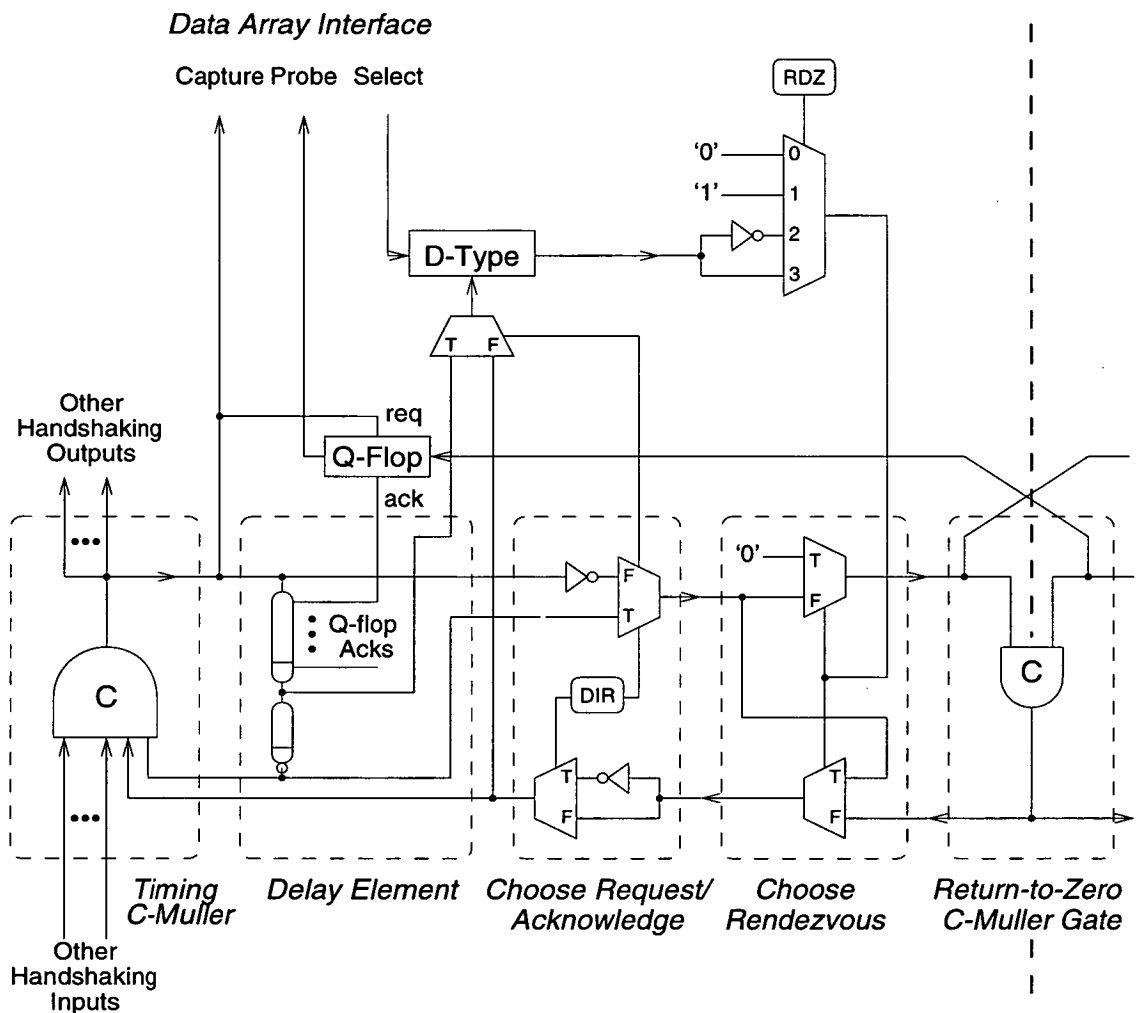 Data Array Interface
Capture Probe Select
RDZ
'0' 0
'1' 1
2
3
D-Type
T F
Other
Handshaking
Outputs
req
Q-Flop
ack
'0' T
F
F
T
Q-flop
Acks
C
C
DIR
T
F
T
F
Timing
C-Muller
Delay Element
Choose Request/
Acknowledge
Choose
Rendezvous
Return-to-Zero
C-Muller Gate
Other
Handshaking
Inputs